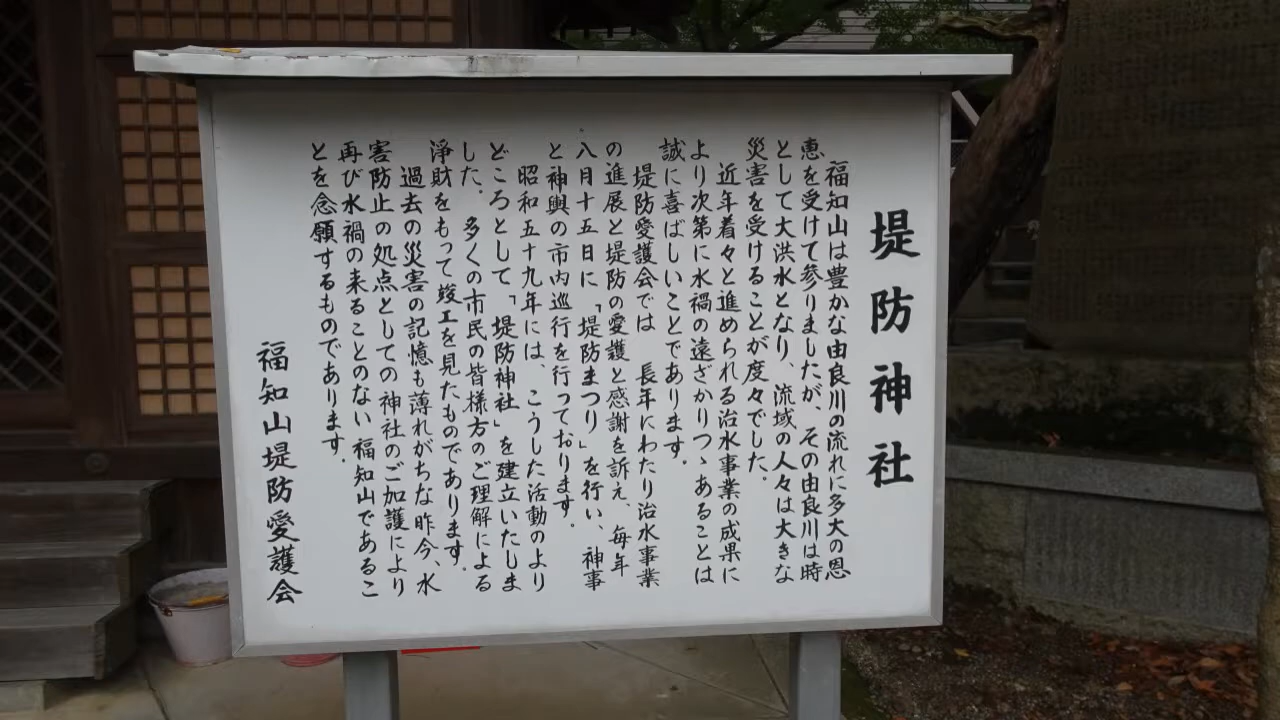 堤防神社
福知山は豊かな由良川の流れに多大の恩
恵を受けて参りましたが、その由良川は時
として大洪水となり、流域の人々は大きな
災害を受けることが度々でした。
近年着々と進められる治水事業の成果に
より次第に水禍の遠ざかりつゝあることは
誠に喜ばしいことであります。
堤防愛護会では 長年にわたり治水事業
の進展と堤防の愛護と感謝を訴え、毎年
八月十五日に「堤防まつり」を行い、神事
と神輿の市内巡行を行っております。
昭和五十九年には、こうした活動のより
どころとして「堤防神社」を建立いたしま
した。多くの市民の皆様方のご理解による
淨財をもって竣工を見たものであります。
過去の災害の記憶も薄れがちな昨今、水
害防止の処点としての神社のご加護により
再び水禍の来ることのない福知山であるこ
とを念願するものであります。
福知山堤防愛護会